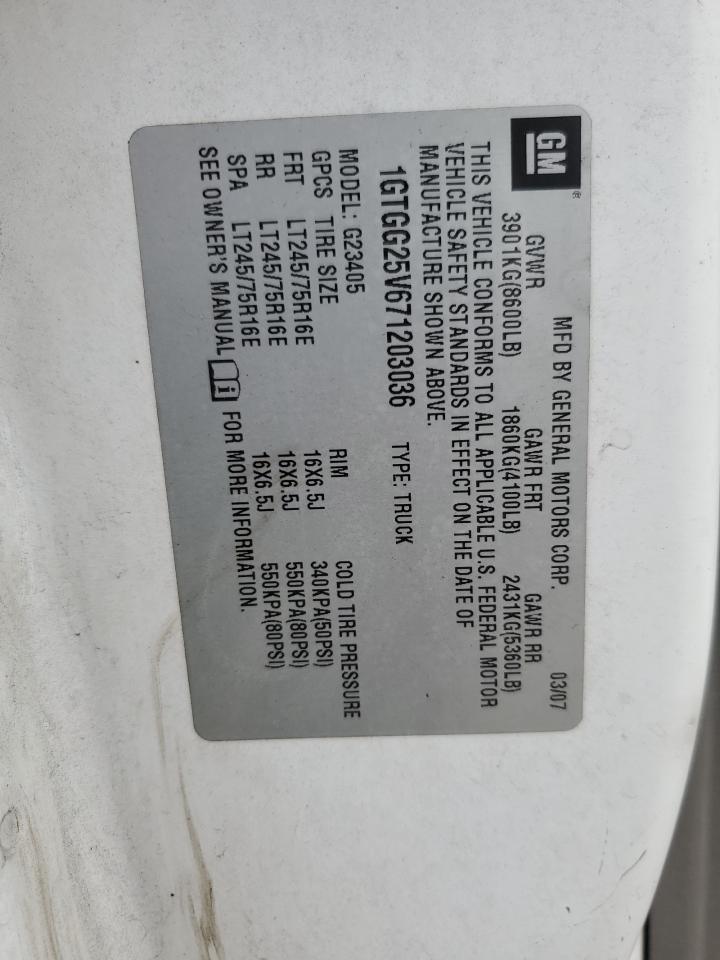 GM®
MFD BY GENERAL MOTORS CORP. 03/07
GVWR GAWR FRT GAWR RR
3901KG(8600LB) 1860KG(4100LB) 2431KG(5360LB)
THIS VEHICLE CONFORMS TO ALL APPLICABLE U.S. FEDERAL MOTOR
VEHICLE SAFETY STANDARDS IN EFFECT ON THE DATE OF
MANUFACTURE SHOWN ABOVE.
1GTGG25V671203036 TYPE: TRUCK
MODEL: G23405
GPCS TIRE SIZE RIM COLD TIRE PRESSURE
FRT LT245/75R16E 16X6.5J 340KPA(50PSI)
RR LT245/75R16E 16X6.5J 550KPA(80PSI)
SPA LT245/75R16E 16X6.5J 550KPA(80PSI)
SEE OWNER'S MANUAL i FOR MORE INFORMATION.